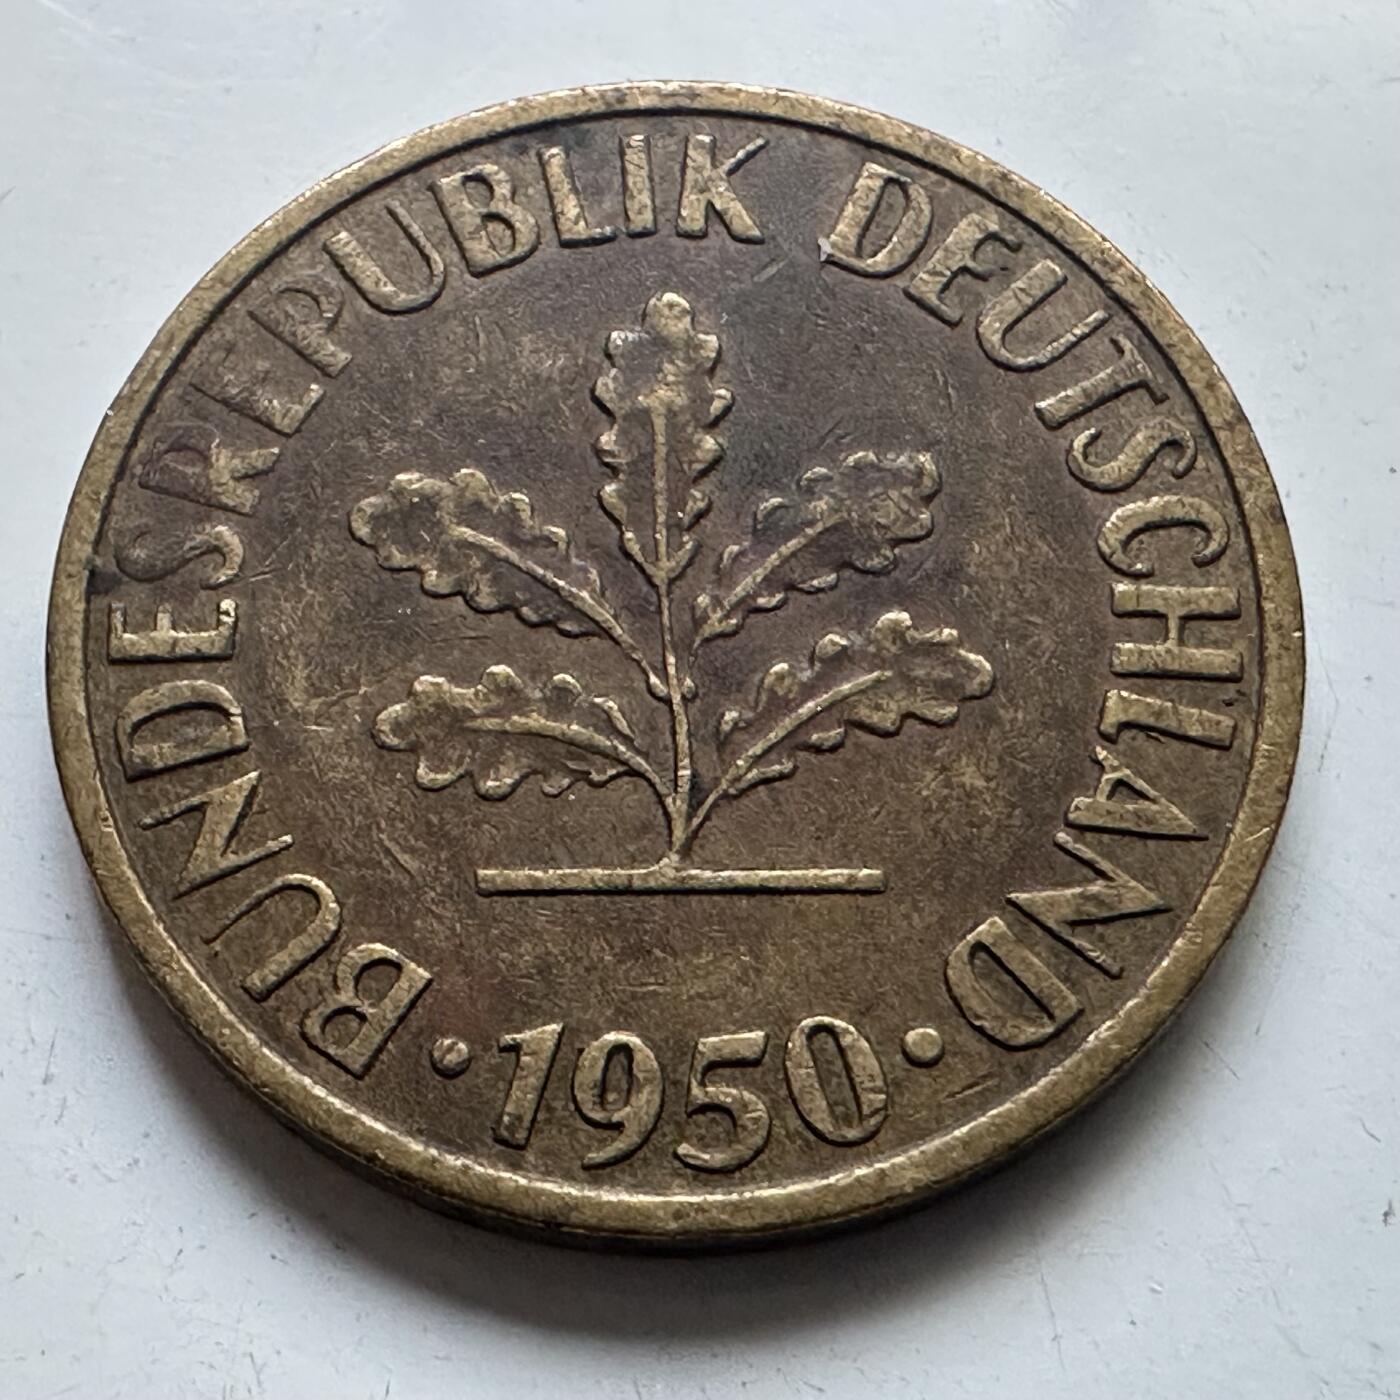 BUNDESREPUBLIK DEUTSCHLAND
· 1950 ·